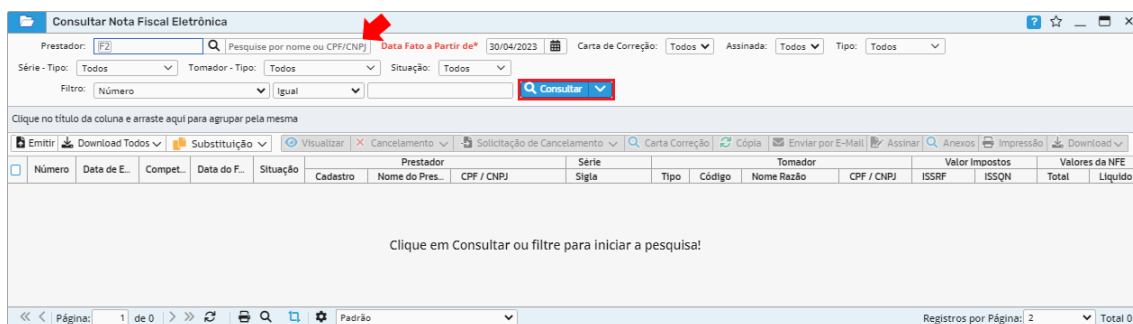 Consultar Nota Fiscal Eletrônica
Prestador: F2 Pesquise por nome ou CPF/CNPJ Data Fato a Partir de* 30/04/2023 Carta de Correção: Todos Assinada: Todos Tipo: Todos
Série - Tipo: Todos Tomador - Tipo: Todos Situação: Todos
Filtro: Número Igual Consultar
Clique no título da coluna e arraste aqui para agrupar pela mesma
Emitir Download Todos Substituição Visualizar Cancelamento Solicitação de Cancelamento Carta Correção Cópia Enviar por E-Mail Assinar Anexos Impressão Download
Número Data de E... Compet... Data do F... Situação Prestador Série Tomador Valor Impostos Valores da NFE
Cadastro Nome do Pres... CPF / CNPJ Sigla Tipo Código Nome Razão CPF / CNPJ ISSRF ISSQN Total Líquido
Clique em Consultar ou filtre para iniciar a pesquisa!
Página: 1 de 0 Padrão Registros por Página: 2 Total 0